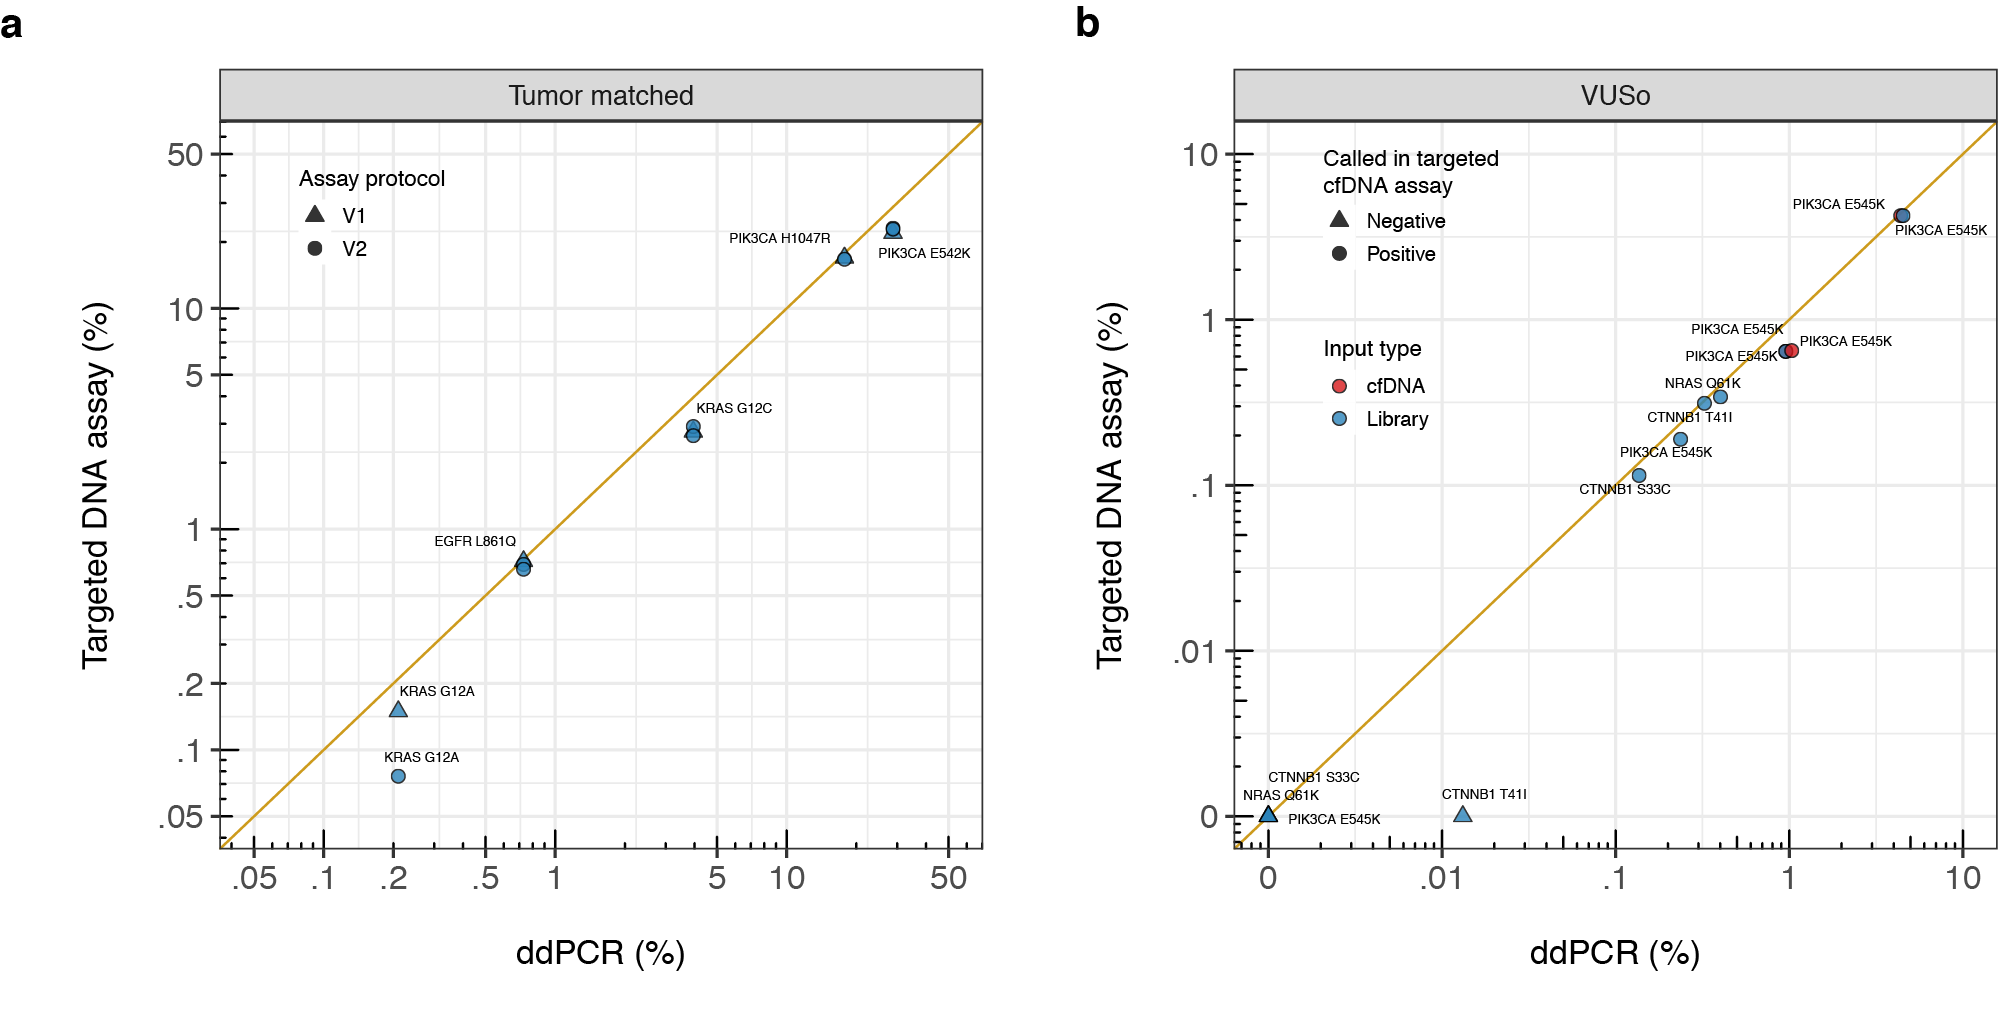 a
Tumor matched
Targeted DNA assay (%)
50
10
5
1
.5
.2
.1
.05
Assay protocol
V1
V2
PIK3CA H1047R
PIK3CA E542K
KRAS G12C
EGFR L861Q
KRAS G12A
KRAS G12A
.05 .1 .2 .5 1 5 10 50
ddPCR (%)
b
VUSo
Targeted DNA assay (%)
10
1
.1
.01
0
Called in targeted
cfDNA assay
Negative
Positive
Input type
cfDNA
Library
PIK3CA E545K
PIK3CA E545K
PIK3CA E545K
PIK3CA E545K
PIK3CA E545K
NRAS Q61K
CTNNB1 T41I
PIK3CA E545K
CTNNB1 S33C
CTNNB1 S33C
NRAS Q61K
PIK3CA E545K
CTNNB1 T41I
0 .01 .1 1 10
ddPCR (%)